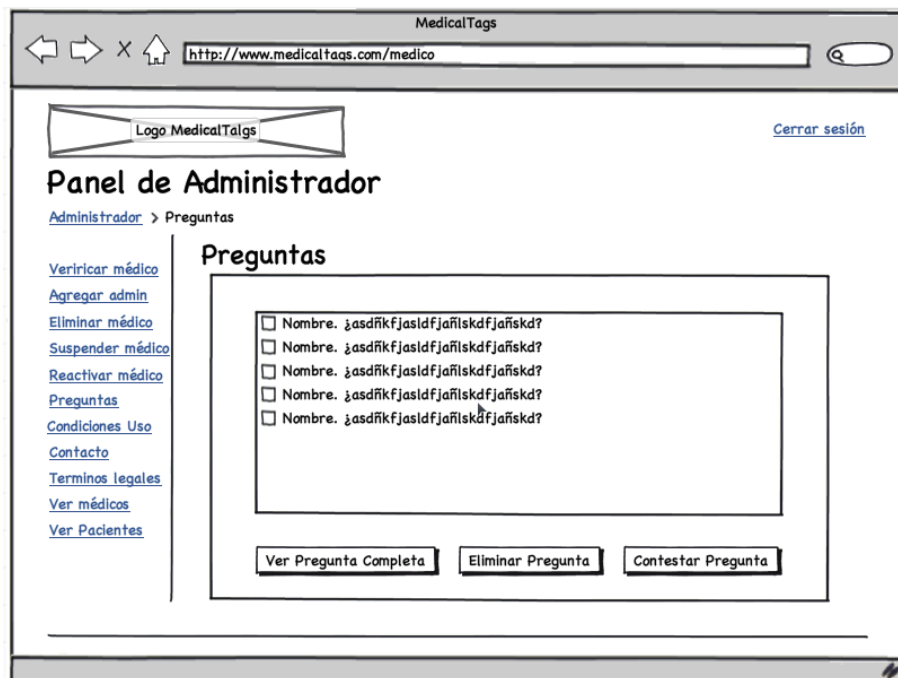 MedicalTags
http://www.medicaltags.com/medico
Logo MedicalTalgs
Cerrar sesión
Panel de Administrador
Administrador > Preguntas
Veriricar médico
Agregar admin
Eliminar médico
Suspender médico
Reactivar médico
Preguntas
Condiciones Uso
Contacto
Terminos legales
Ver médicos
Ver Pacientes
Preguntas
Nombre. ¿asdñkfjasldfjañlskdfjañskd?
Nombre. ¿asdñkfjasldfjañlskdfjañskd?
Nombre. ¿asdñkfjasldfjañlskdfjañskd?
Nombre. ¿asdñkfjasldfjañlskdfjañskd?
Nombre. ¿asdñkfjasldfjañlskdfjañskd?
Ver Pregunta Completa
Eliminar Pregunta
Contestar Pregunta